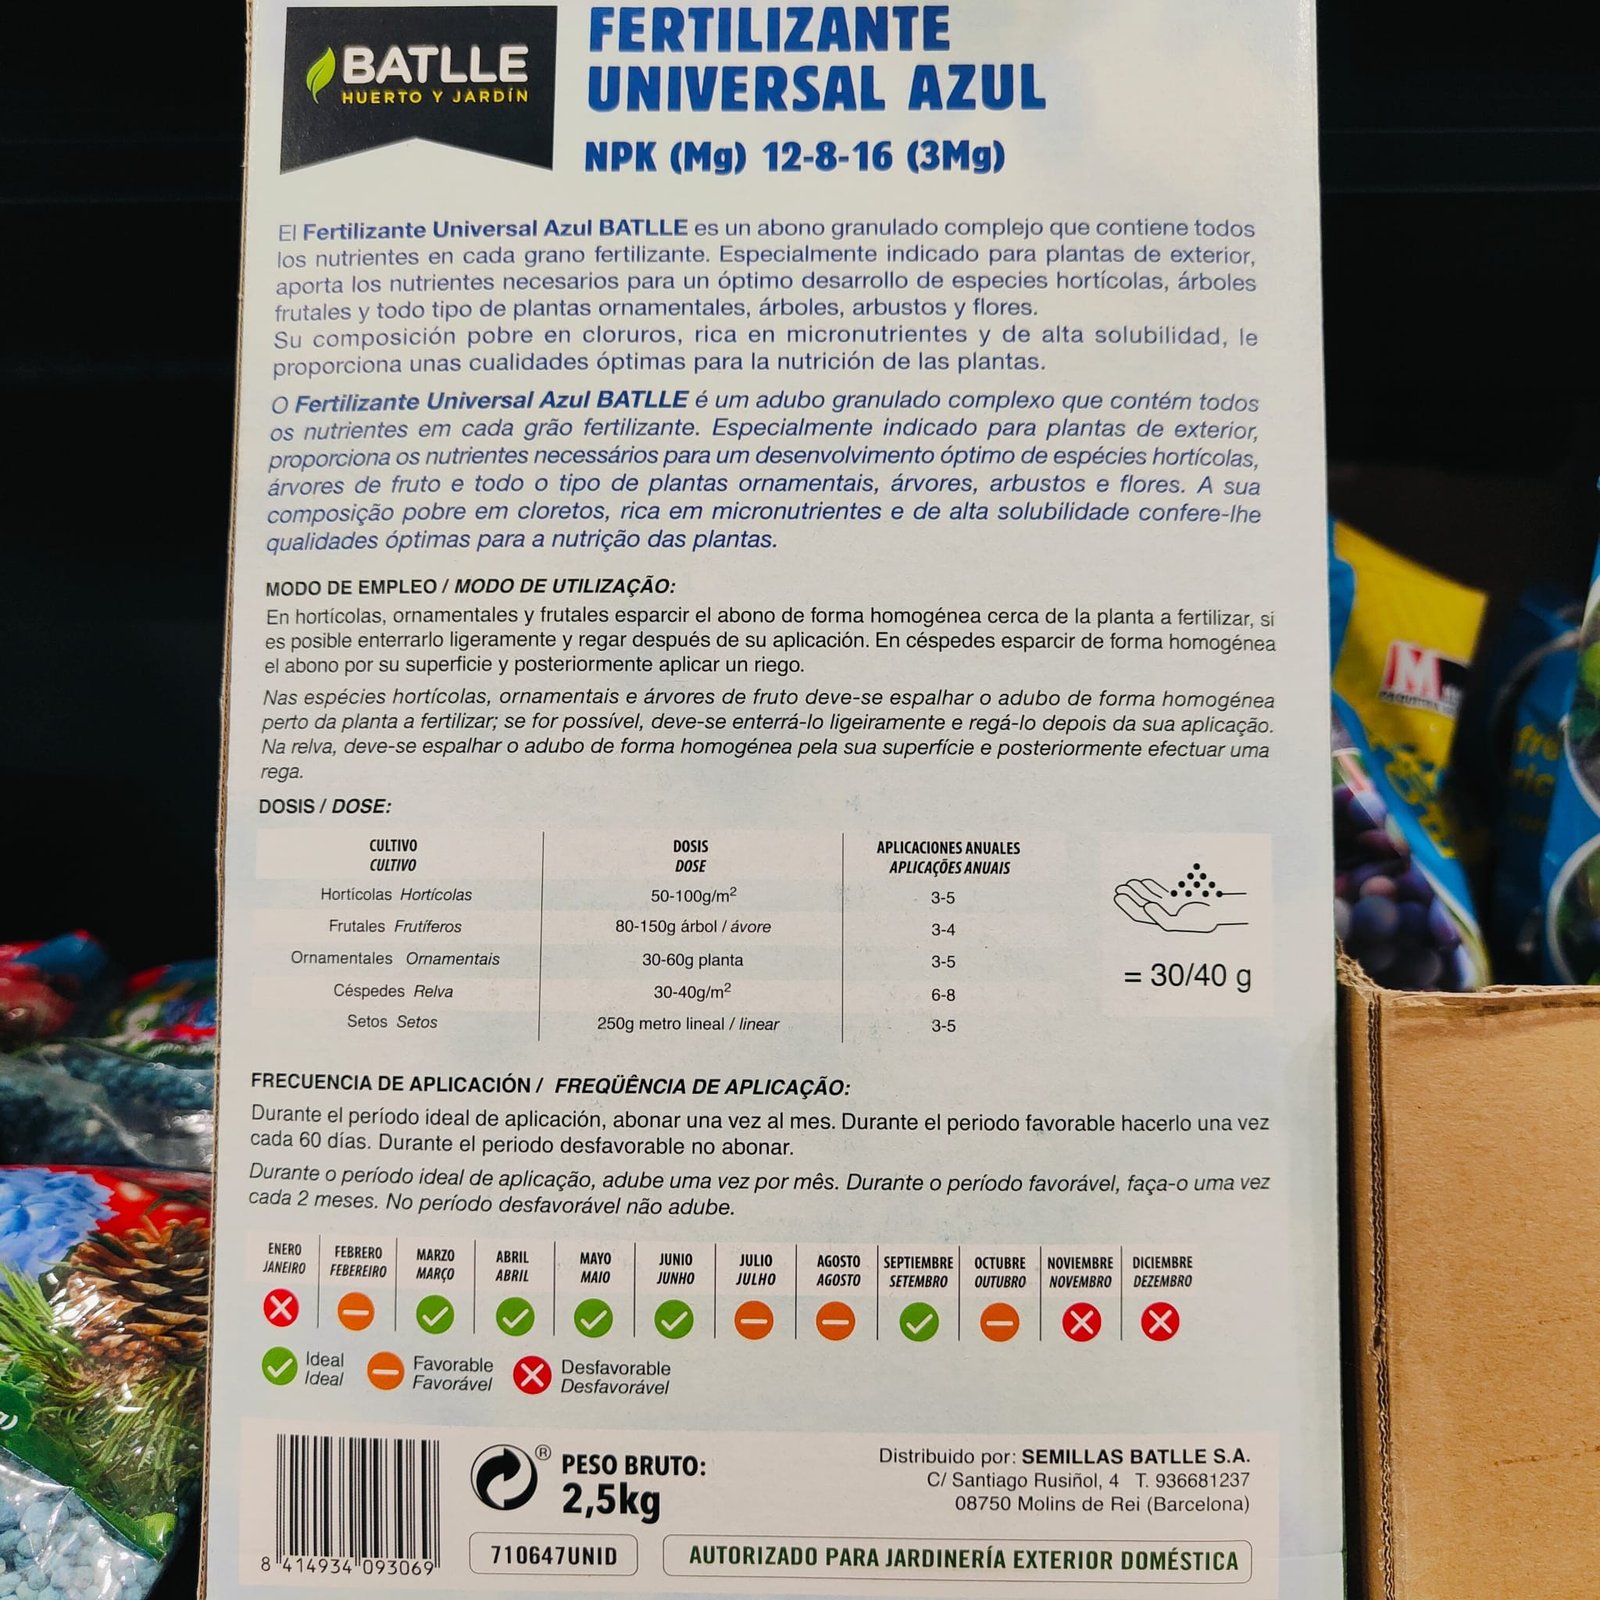 BATLLE
HUERTO Y JARDÍN
FERTILIZANTE
UNIVERSAL AZUL
NPK (Mg) 12-8-16 (3Mg)
El Fertilizante Universal Azul BATLLE es un abono granulado complejo que contiene todos
los nutrientes en cada grano fertilizante. Especialmente indicado para plantas de exterior,
aporta los nutrientes necesarios para un óptimo desarrollo de especies hortícolas, árboles
frutales y todo tipo de plantas ornamentales, árboles, arbustos y flores.
Su composición pobre en cloruros, rica en micronutrientes y de alta solubilidad, le
proporciona unas cualidades óptimas para la nutrición de las plantas.
O Fertilizante Universal Azul BATLLE é um adubo granulado complexo que contém todos
os nutrientes em cada grão fertilizante. Especialmente indicado para plantas de exterior,
proporciona os nutrientes necessários para um desenvolvimento óptimo de espécies hortícolas,
árvores de fruto e todo o tipo de plantas ornamentais, árvores, arbustos e flores. A sua
composição pobre em cloretos, rica em micronutrientes e de alta solubilidade confere-lhe
qualidades óptimas para a nutrição das plantas.
MODO DE EMPLEO / MODO DE UTILIZAÇÃO:
En hortícolas, ornamentales y frutales esparcir el abono de forma homogénea cerca de la planta a fertilizar, si
es posible enterrarlo ligeramente y regar después de su aplicación. En céspedes esparcir de forma homogénea
el abono por su superficie y posteriormente aplicar un riego.
Nas espécies hortícolas, ornamentais e árvores de fruto deve-se espalhar o adubo de forma homogénea
perto da planta a fertilizar; se for possível, deve-se enterrá-lo ligeiramente e regá-lo depois da sua aplicação.
Na relva, deve-se espalhar o adubo de forma homogénea pela sua superfície e posteriormente efectuar uma
rega.
DOSIS / DOSE:
CULTIVO DOSIS APLICACIONES ANUALES
CULTIVO DOSE APLICAÇÕES ANUAIS
Hortícolas Hortícolas 50-100g/m² 3-5
Frutales Frutíferos 80-150g árbol / ávore 3-4
Ornamentales Ornamentais 30-60g planta 3-5
Céspedes Relva 30-40g/m² 6-8
Setos Setos 250g metro lineal / linear 3-5
= 30/40 g
FRECUENCIA DE APLICACIÓN / FREQÜÊNCIA DE APLICAÇÃO:
Durante el período ideal de aplicación, abonar una vez al mes. Durante el periodo favorable hacerlo una vez
cada 60 días. Durante el periodo desfavorable no abonar.
Durante o período ideal de aplicação, adube uma vez por mês. Durante o período favorável, faça-o uma vez
cada 2 meses. No período desfavorável não adube.
ENERO FEBRERO MARZO ABRIL MAYO JUNIO JULIO AGOSTO SEPTIEMBRE OCTUBRE NOVIEMBRE DICIEMBRE
JANEIRO FEBEREIRO MARÇO ABRIL MAIO JUNHO JULHO AGOSTO SETEMBRO OUTUBRO NOVEMBRO DEZEMBRO
Ideal Favorable Desfavorable
Ideal Favorável Desfavorável
8 414934 093069
® PESO BRUTO:
2,5kg
710647UNID
Distribuido por: SEMILLAS BATLLE S.A.
C/ Santiago Rusiñol, 4 T. 936681237
08750 Molins de Rei (Barcelona)
AUTORIZADO PARA JARDINERÍA EXTERIOR DOMÉSTICA